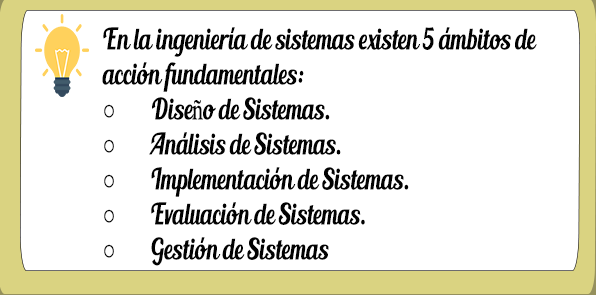 En la ingeniería de sistemas existen 5 ámbitos de
acción fundamentales:
○ Diseño de Sistemas.
○ Análisis de Sistemas.
○ Implementación de Sistemas.
○ Evaluación de Sistemas.
○ Gestión de Sistemas